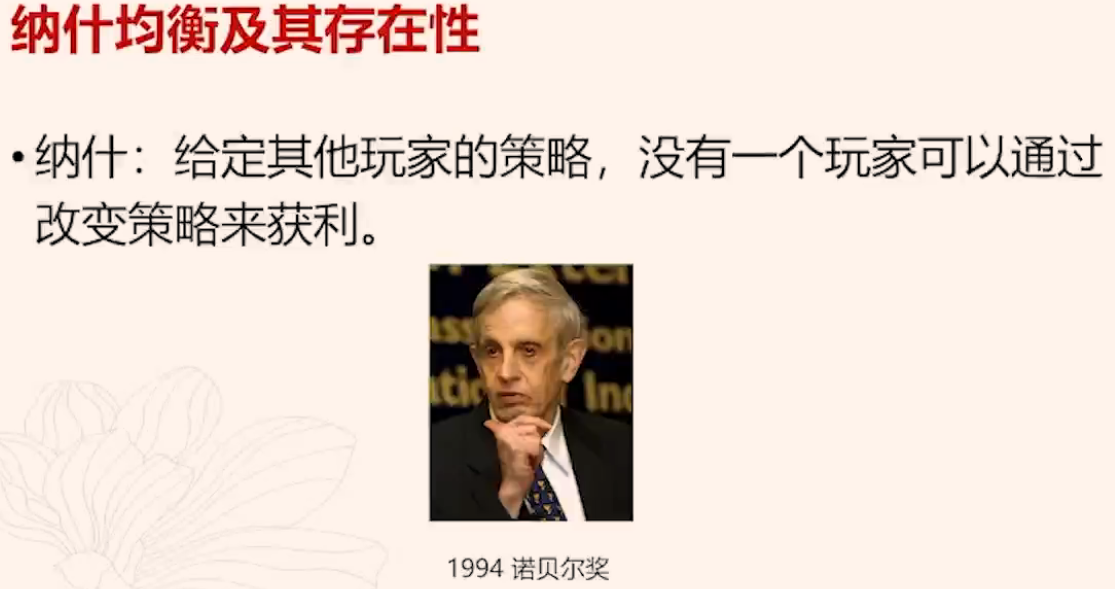 纳什均衡及其存在性
• 纳什：给定其他玩家的策略，没有一个玩家可以通过
改变策略来获利。
1994 诺贝尔奖